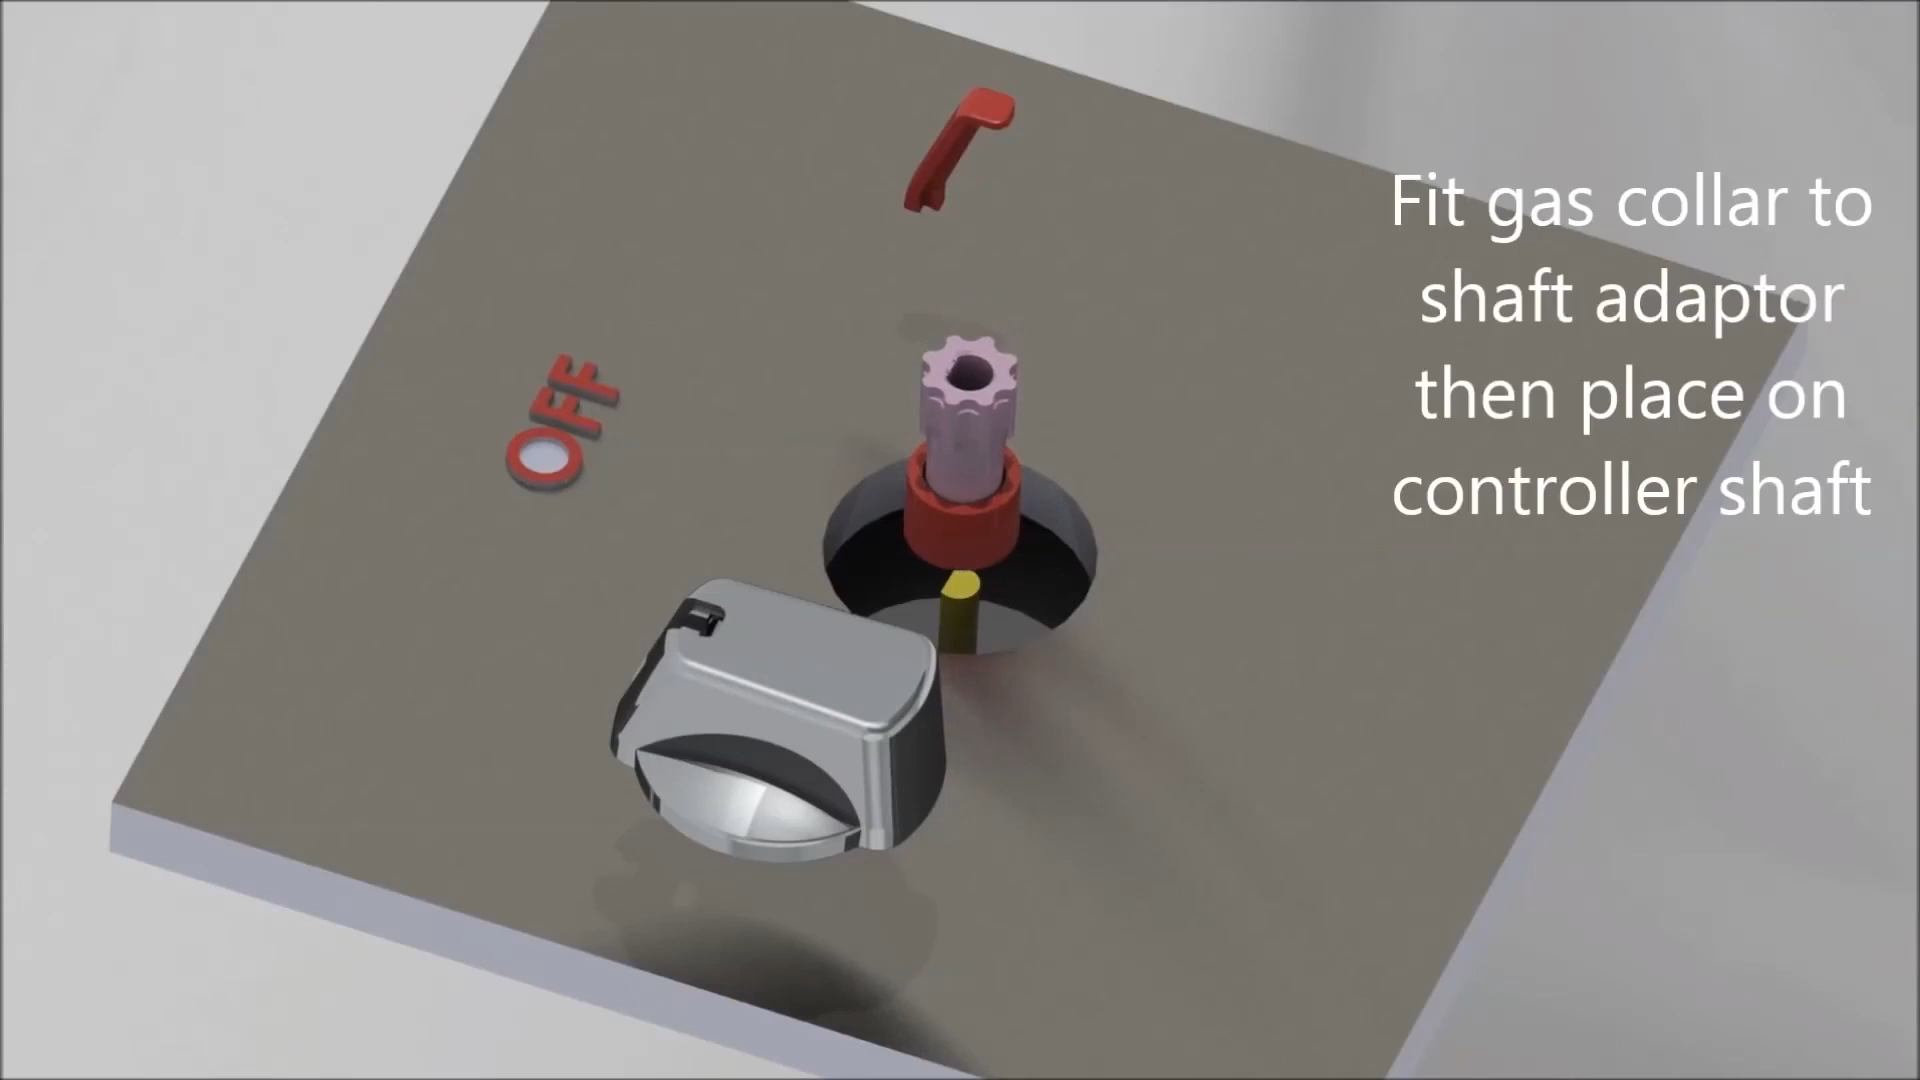 Fit gas collar to
shaft adaptor
then place on
controller shaft
OFF